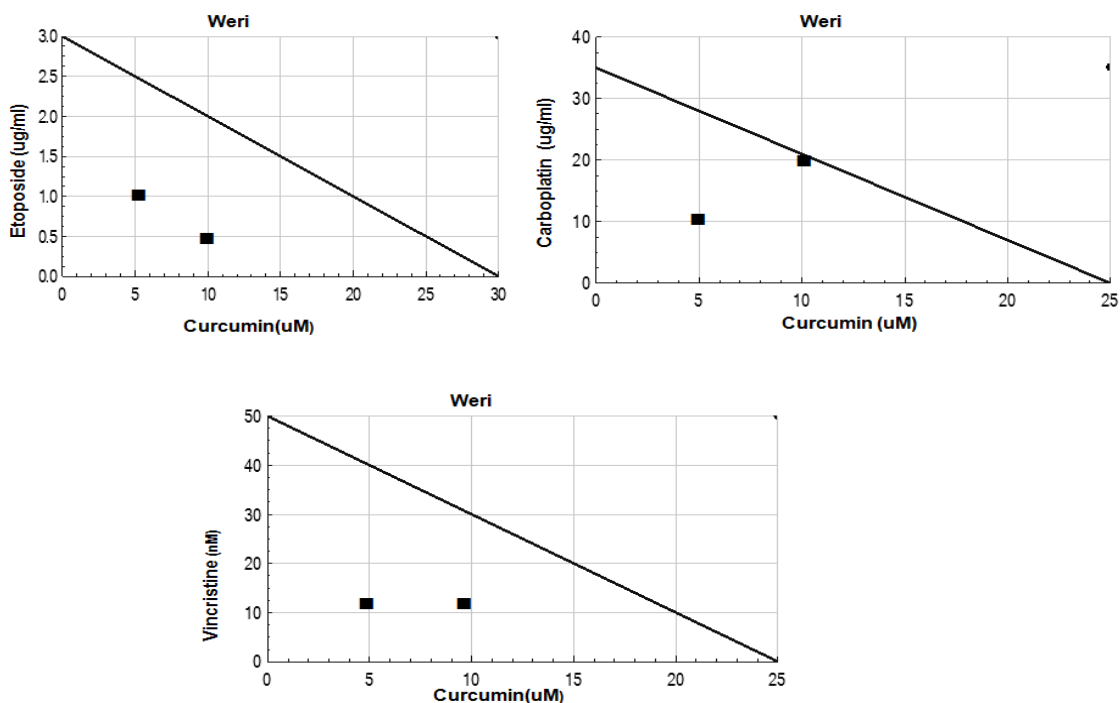 Weri
3.0
2.5
2.0
1.5
1.0
0.5
0.0
Etoposide (ug/ml)
0 5 10 15 20 25 30
Curcumin(uM)
Weri
40
30
20
10
0
Carboplatin (ug/ml)
0 5 10 15 20 25
Curcumin (uM)
Weri
50
40
30
20
10
0
Vincristine (nM)
0 5 10 15 20 25
Curcumin(uM)